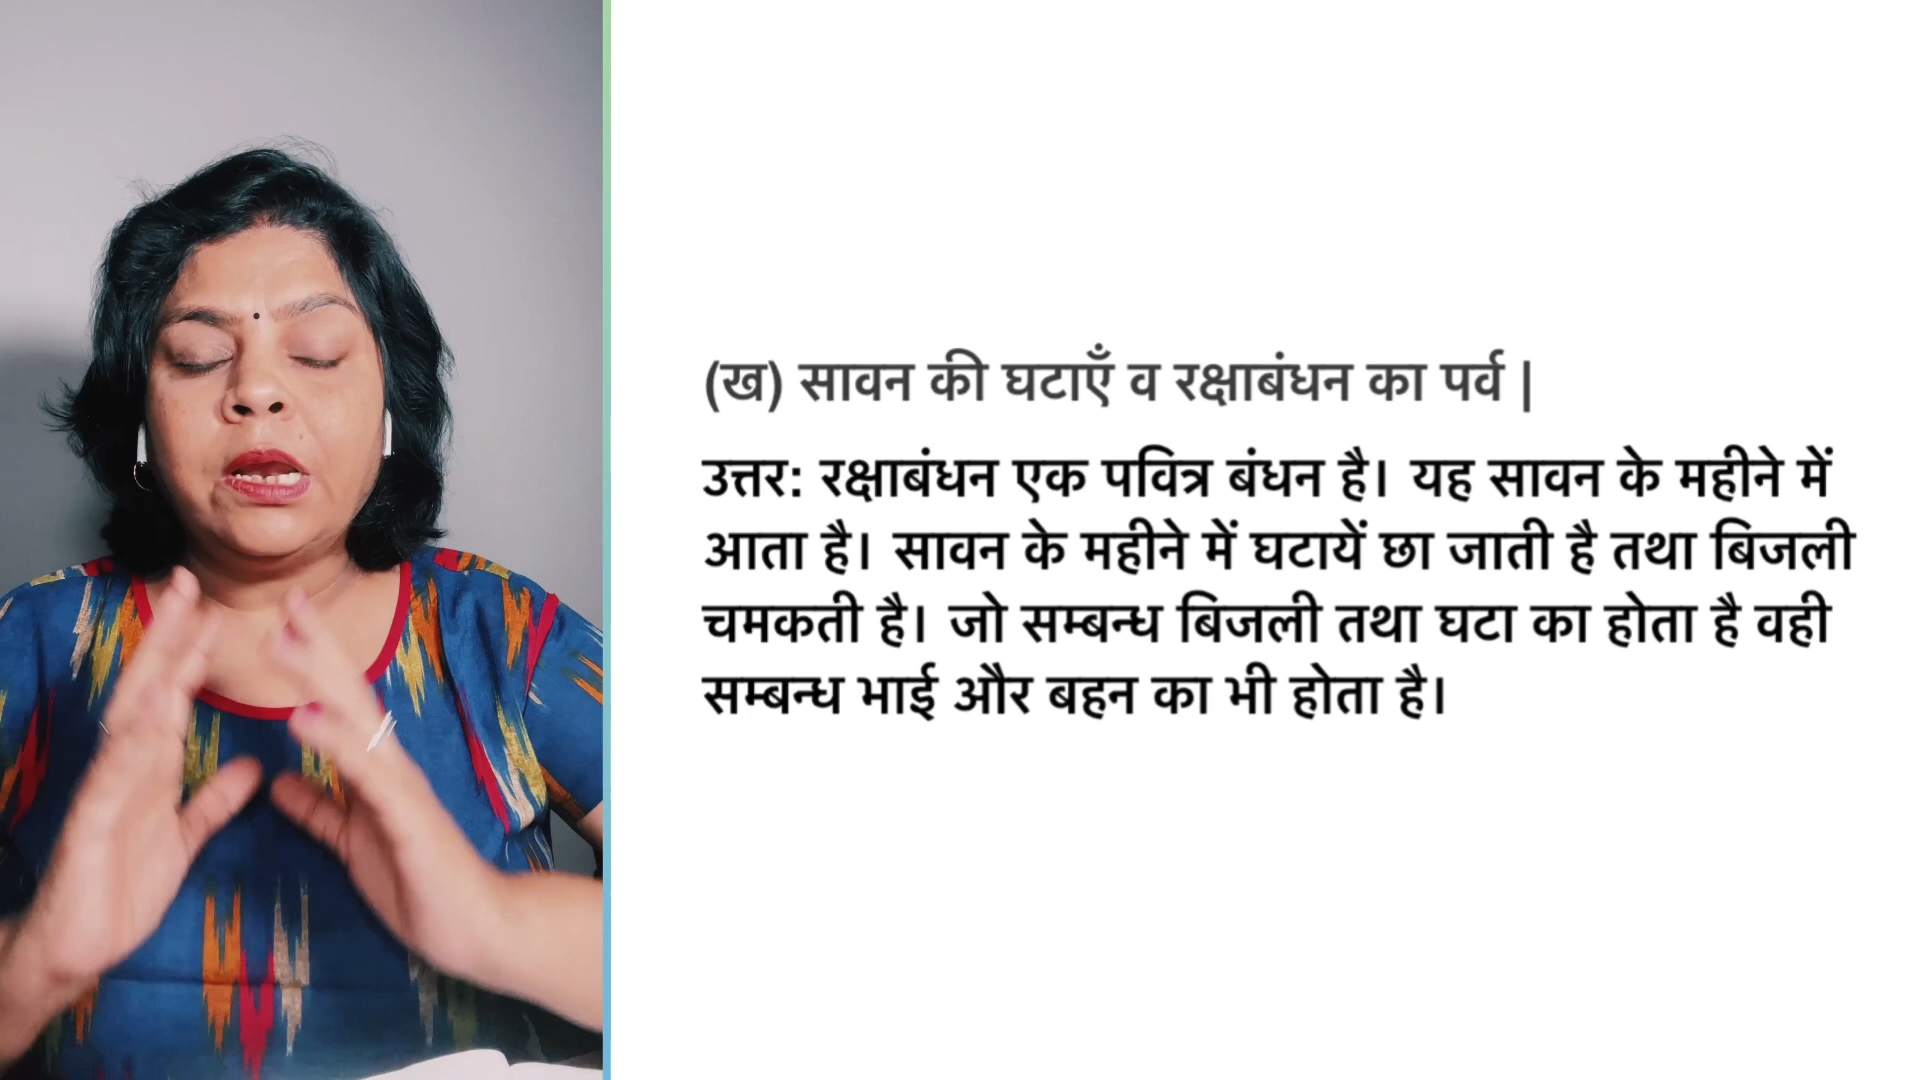 (ख) सावन की घटाएँ व रक्षाबंधन का पर्व |
उत्तर: रक्षाबंधन एक पवित्र बंधन है। यह सावन के महीने में
आता है। सावन के महीने में घटायें छा जाती है तथा बिजली
चमकती है। जो सम्बन्ध बिजली तथा घटा का होता है वही
सम्बन्ध भाई और बहन का भी होता है।